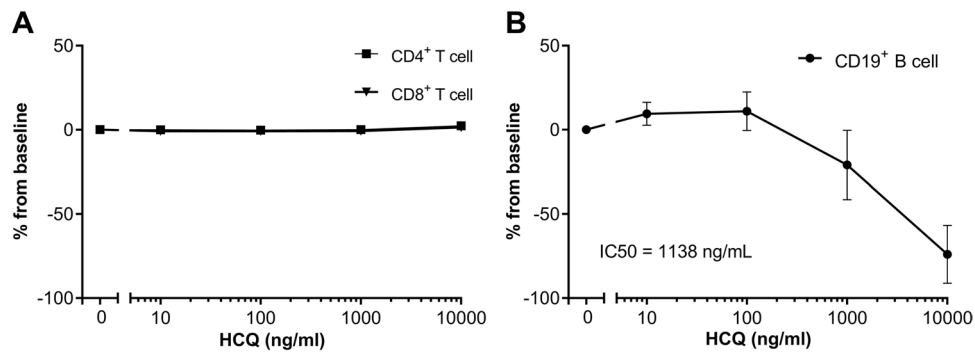 A
50
0
-50
-100
% from baseline
CD4+ T cell
CD8+ T cell
0 10 100 1000 10000
HCQ (ng/ml)
B
50
0
-50
-100
% from baseline
CD19+ B cell
IC50 = 1138 ng/mL
0 10 100 1000 10000
HCQ (ng/ml)